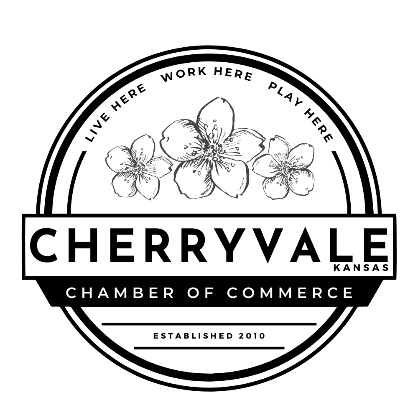 LIVE HERE WORK HERE PLAY HERE
CHERRYVALE
KANSAS
CHAMBER OF COMMERCE
ESTABLISHED 2010